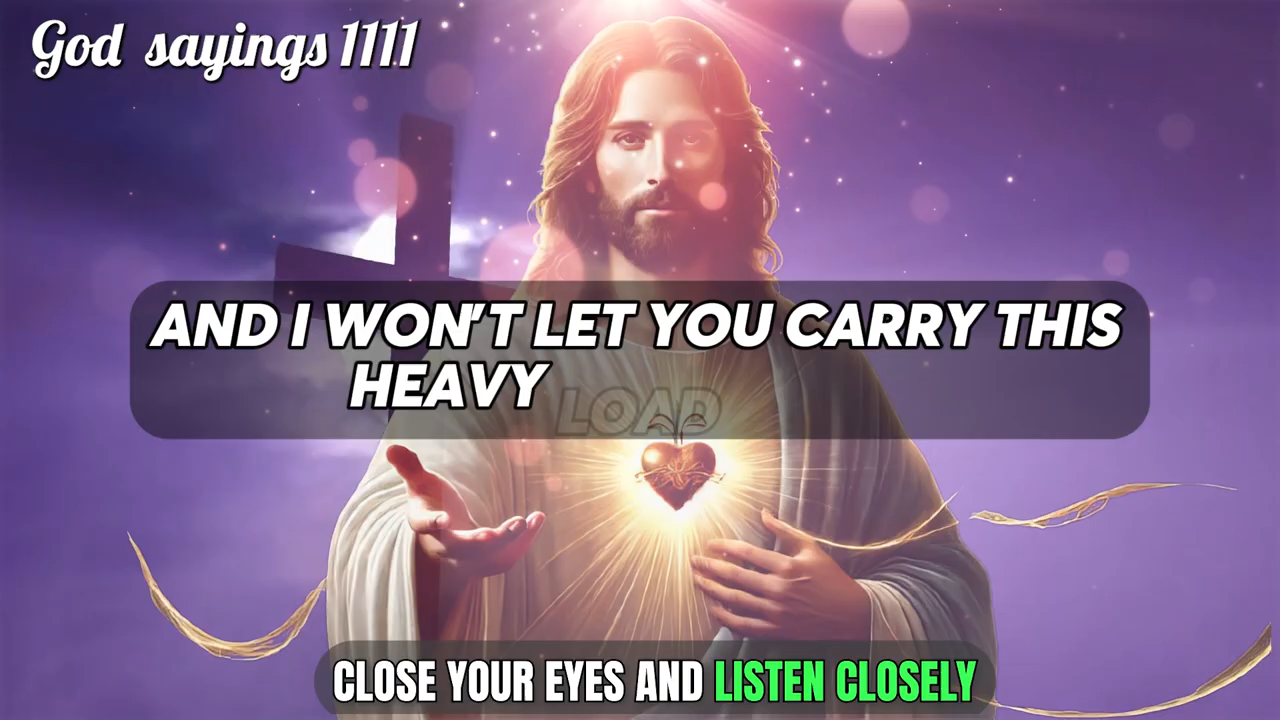 God sayings 1111
AND I WON'T LET YOU CARRY THIS
HEAVY LOAD
CLOSE YOUR EYES AND LISTEN CLOSELY